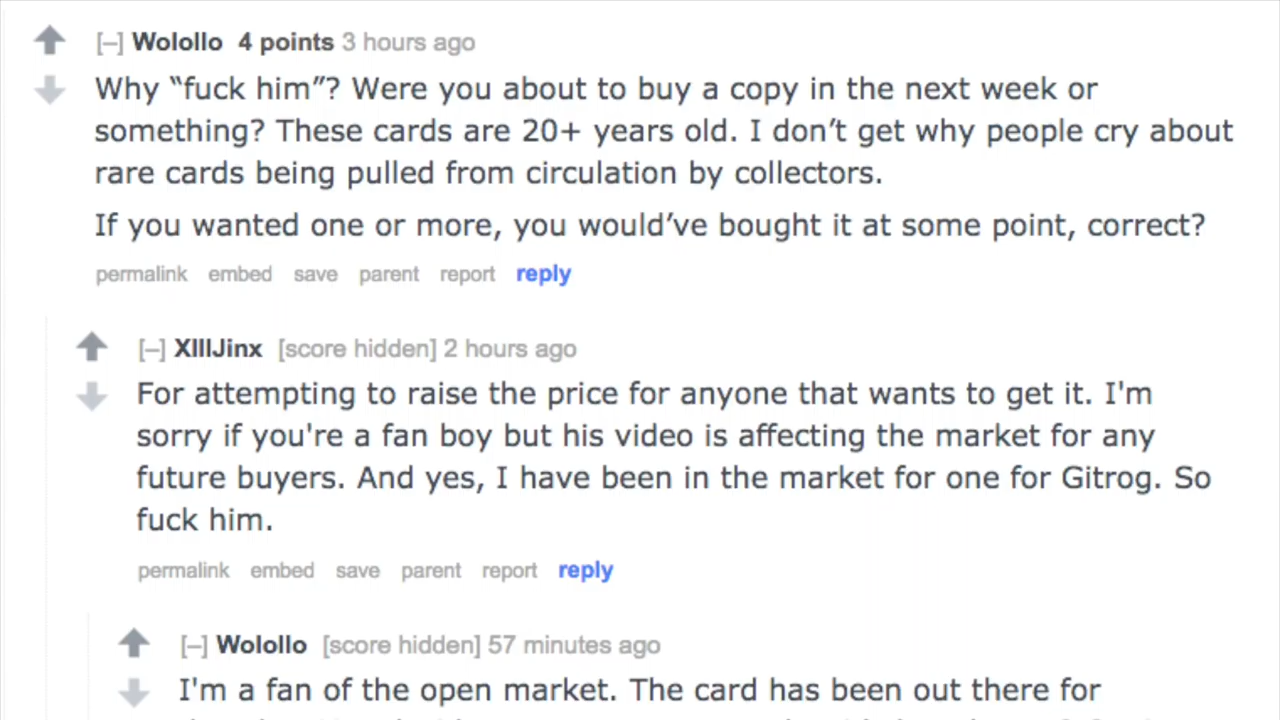 [–] Wolollo 4 points 3 hours ago
Why “fuck him”? Were you about to buy a copy in the next week or
something? These cards are 20+ years old. I don’t get why people cry about
rare cards being pulled from circulation by collectors.
If you wanted one or more, you would’ve bought it at some point, correct?
permalink embed save parent report reply
[–] XIIIJinx [score hidden] 2 hours ago
For attempting to raise the price for anyone that wants to get it. I'm
sorry if you're a fan boy but his video is affecting the market for any
future buyers. And yes, I have been in the market for one for Gitrog. So
fuck him.
permalink embed save parent report reply
[–] Wolollo [score hidden] 57 minutes ago
I'm a fan of the open market. The card has been out there for